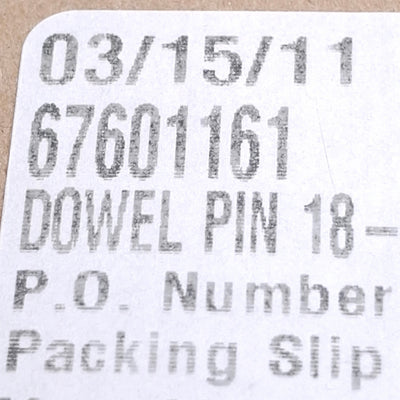 03/15/11
67601161
DOWEL PIN 18-
P.O. Number
Packing Slip